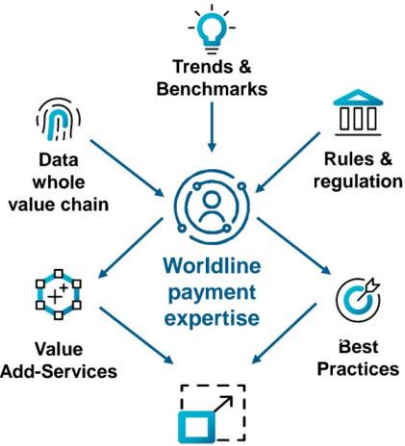 Trends &
Benchmarks
Data
whole
value chain
Rules &
regulation
Worldline
payment
expertise
Value
Add-Services
Best
Practices